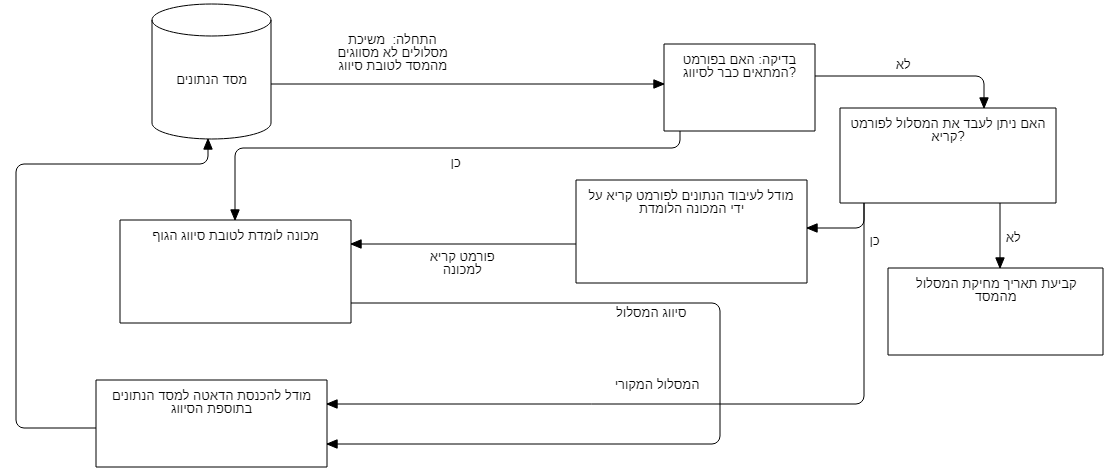 מסד הנתונים
התחלה: משיכת
מסלולים לא מסווגים
מהמסד לטובת סיווג
בדיקה: האם בפורמט
המתאים כבר לסיווג?
לא
האם ניתן לעבד את המסלול לפורמט
קריא?
כן
מודל לעיבוד הנתונים לפורמט קריא על
ידי המכונה הלומדת
כן
לא
מכונה לומדת לטובת סיווג הגוף
פורמט קריא
למכונה
קביעת תאריך מחיקת המסלול
מהמסד
סיווג המסלול
המסלול המקורי
מודל להכנסת הדאטה למסד הנתונים
בתוספת הסיווג